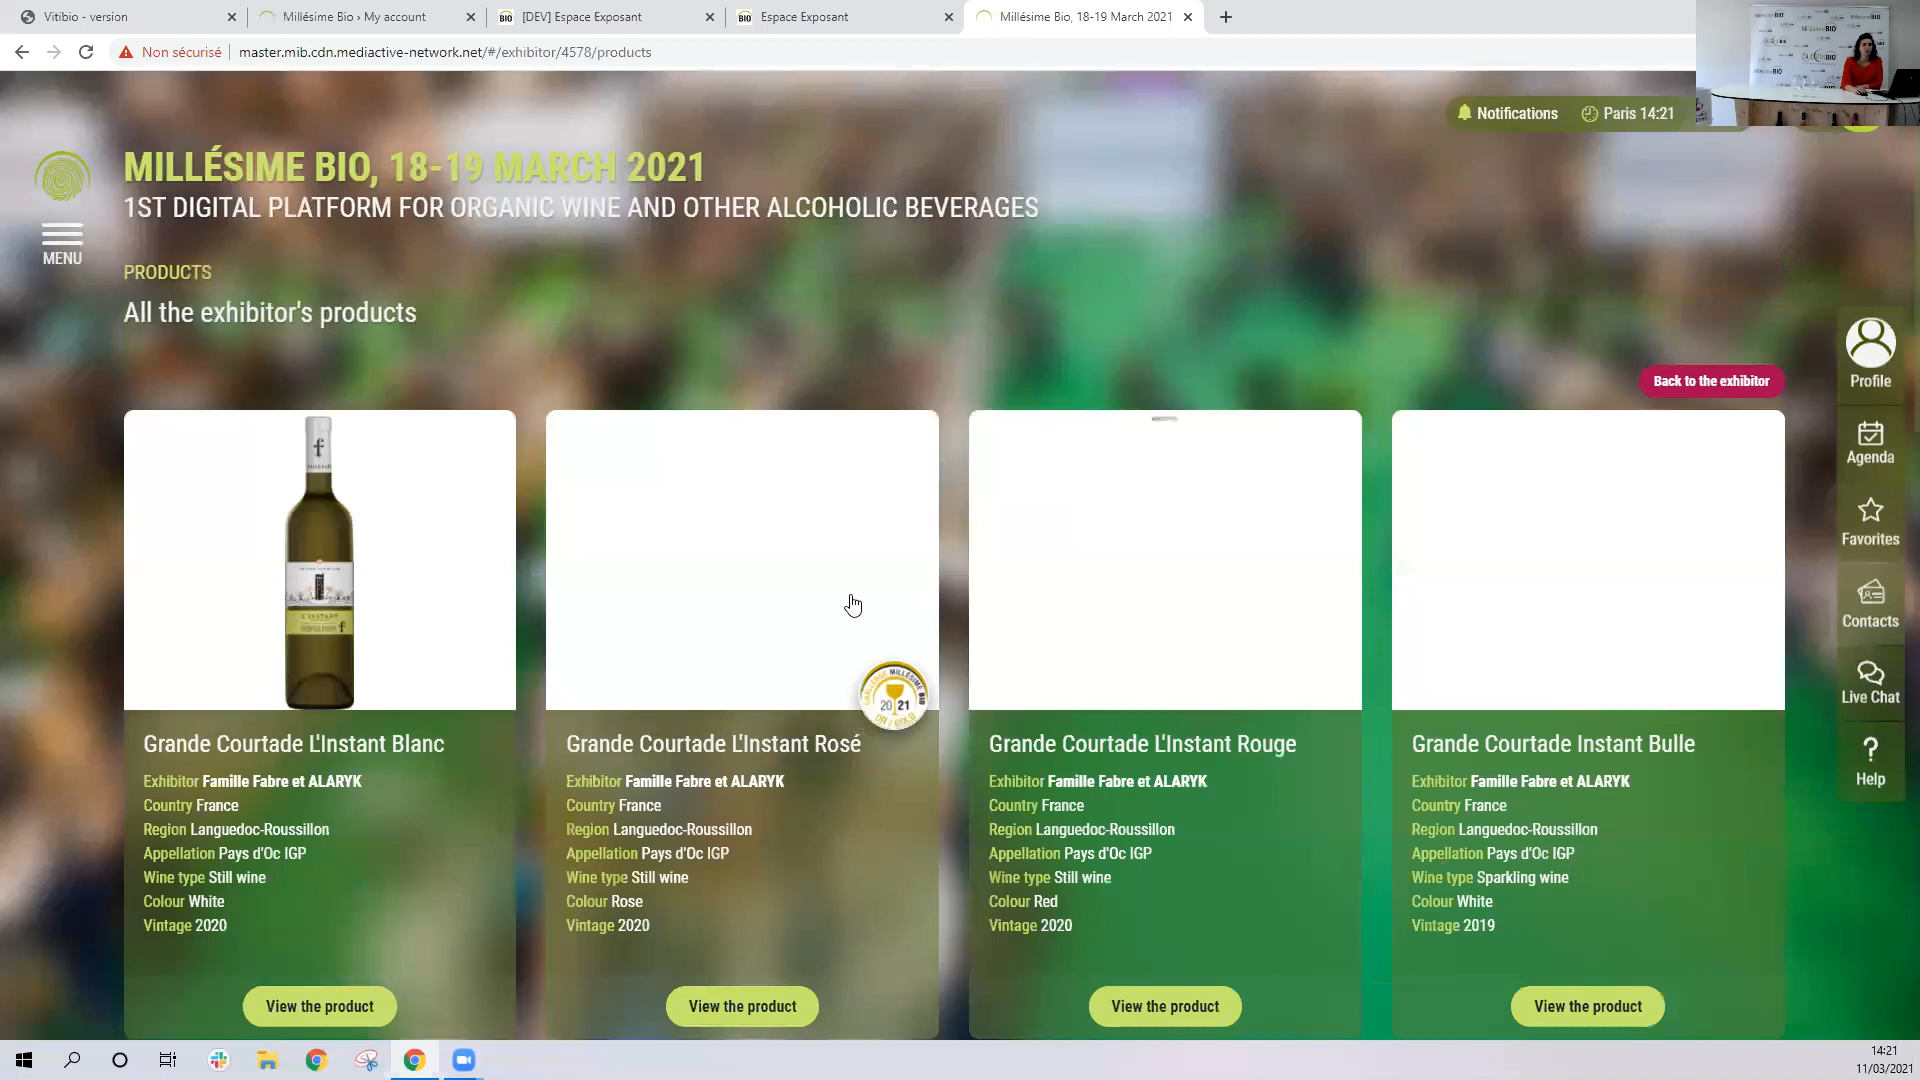 Vitibio - version
Millésime Bio › My account
[DEV] Espace Exposant
Espace Exposant
Millésime Bio, 18-19 March 2021
Non sécurisé
master.mib.cdn.mediactive-network.net/#/exhibitor/4578/products
Notifications
Paris 14:21
MILLÉSIME BIO, 18-19 MARCH 2021
1ST DIGITAL PLATFORM FOR ORGANIC WINE AND OTHER ALCOHOLIC BEVERAGES
MENU
PRODUCTS
All the exhibitor's products
Back to the exhibitor
Profile
Agenda
Favorites
Contacts
Live Chat
?
Help
f
L'INSTANT
CHALLENGE MILLÉSIME BIO
20 21
OR / GOLD
Grande Courtade L'Instant Blanc
Exhibitor Famille Fabre et ALARYK
Country France
Region Languedoc-Roussillon
Appellation Pays d'Oc IGP
Wine type Still wine
Colour White
Vintage 2020
View the product
Grande Courtade L'Instant Rosé
Exhibitor Famille Fabre et ALARYK
Country France
Region Languedoc-Roussillon
Appellation Pays d'Oc IGP
Wine type Still wine
Colour Rose
Vintage 2020
View the product
Grande Courtade L'Instant Rouge
Exhibitor Famille Fabre et ALARYK
Country France
Region Languedoc-Roussillon
Appellation Pays d'Oc IGP
Wine type Still wine
Colour Red
Vintage 2020
View the product
Grande Courtade Instant Bulle
Exhibitor Famille Fabre et ALARYK
Country France
Region Languedoc-Roussillon
Appellation Pays d'Oc IGP
Wine type Sparkling wine
Colour White
Vintage 2019
View the product
14:21
11/03/2021